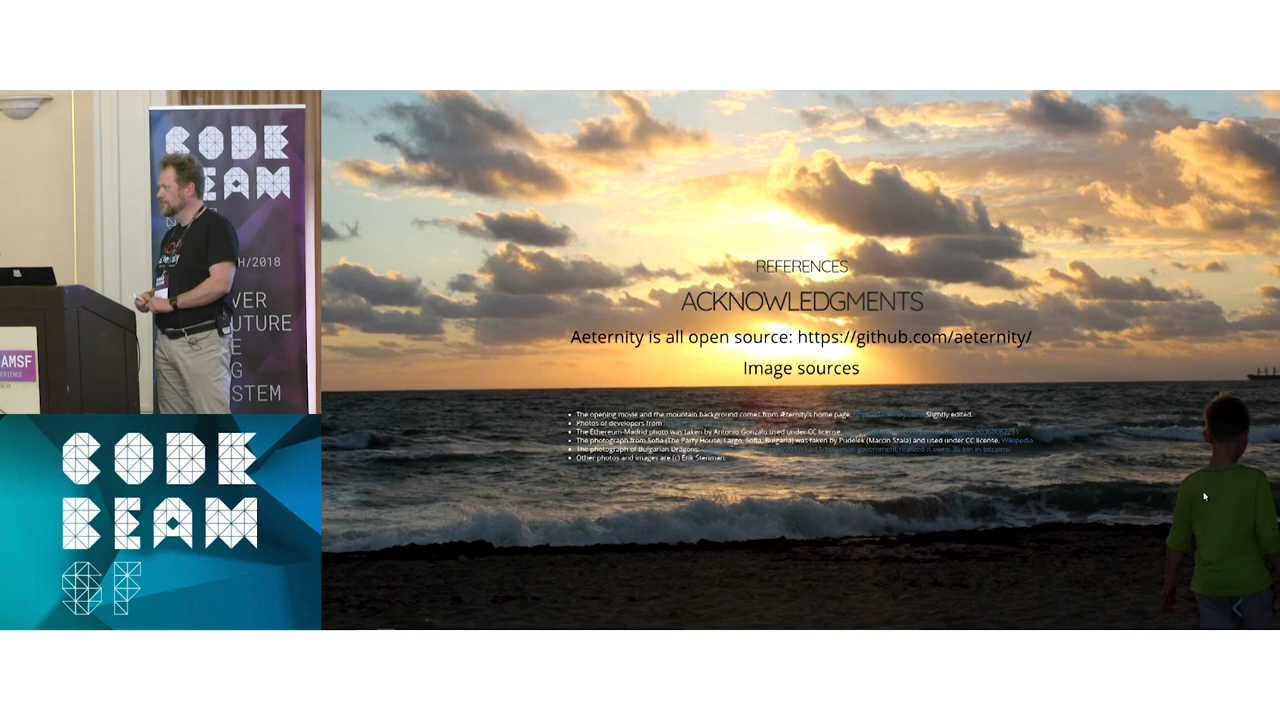 CODE
BEAM
H/2018
VER
UTURE
E
G
STEM
AMSF
CODE
BEAM
SF
REFERENCES
ACKNOWLEDGMENTS
Aeternity is all open source: https://github.com/aeternity/
Image sources
The opening movie and the mountain background comes from Æternity's home page. Slightly edited.
Photos of developers from
The Ethereum-Madrid photo was taken by Antonio Gonzalo used under CC license.
The photograph from Sofia (The Party House, Largo, Sofia, Bulgaria) was taken by Pudelek (Marcin Szala) and used under CC license. Wikipedia
The photograph of Bulgarian Dragons.
Other photos and images are (c) Erik Stenman.